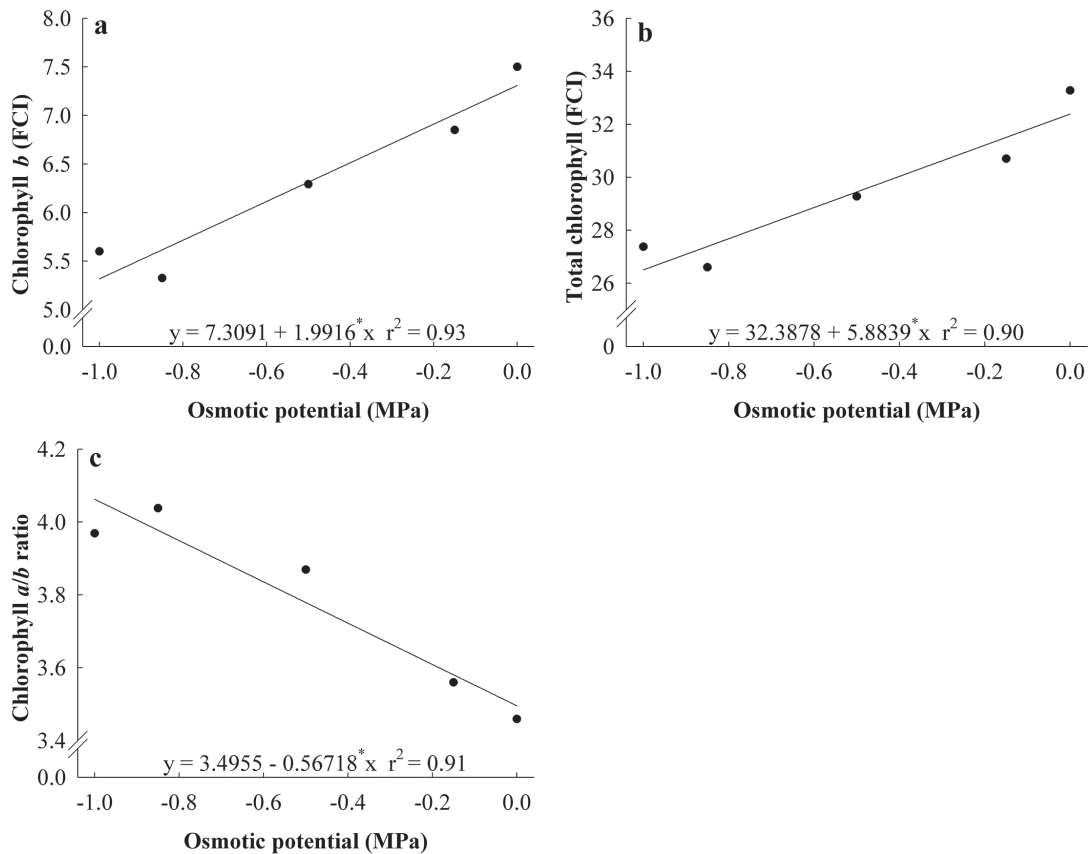 a
Chlorophyll b (FCI)
8.0
7.5
7.0
6.5
6.0
5.5
5.0
0.0
y = 7.3091 + 1.9916*x r² = 0.93
-1.0 -0.8 -0.6 -0.4 -0.2 0.0
Osmotic potential (MPa)
b
Total chlorophyll (FCI)
36
34
32
30
28
26
0
y = 32.3878 + 5.8839*x r² = 0.90
-1.0 -0.8 -0.6 -0.4 -0.2 0.0
Osmotic potential (MPa)
c
Chlorophyll a/b ratio
4.2
4.0
3.8
3.6
3.4
0.0
y = 3.4955 - 0.56718*x r² = 0.91
-1.0 -0.8 -0.6 -0.4 -0.2 0.0
Osmotic potential (MPa)